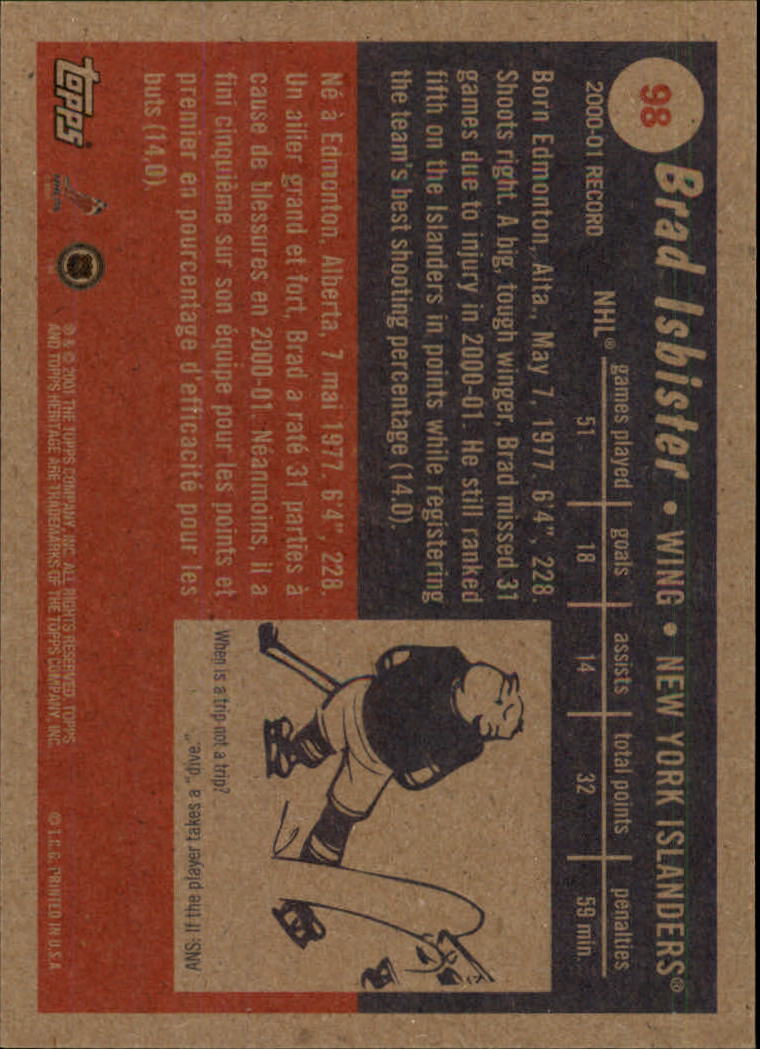 98
Brad Isbister • WING • NEW YORK ISLANDERS®
2000-01 RECORD
games played goals assists total points penalties
NHL® 51 18 14 32 59 min.
Born Edmonton, Alta., May 7, 1977. 6'4", 228.
Shoots right. A big, tough winger, Brad missed 31
games due to injury in 2000-01. He still ranked
fifth on the Islanders in points while registering
the team's best shooting percentage (14.0).
Né à Edmonton, Alberta, 7 mai 1977. 6'4", 228.
Un ailier grand et fort, Brad a raté 31 parties à
cause de blessures en 2000-01. Néanmoins, il a
fini cinquième sur son équipe pour les points et
premier en pourcentage d'efficacité pour les
buts (14,0).
When is a trip not a trip?
ANS: If the player takes a "dive."
topps
® & © 2001 THE TOPPS COMPANY, INC. ALL RIGHTS RESERVED. TOPPS
AND TOPPS HERITAGE ARE TRADEMARKS OF THE TOPPS COMPANY, INC.
© T.C.G. PRINTED IN U.S.A.